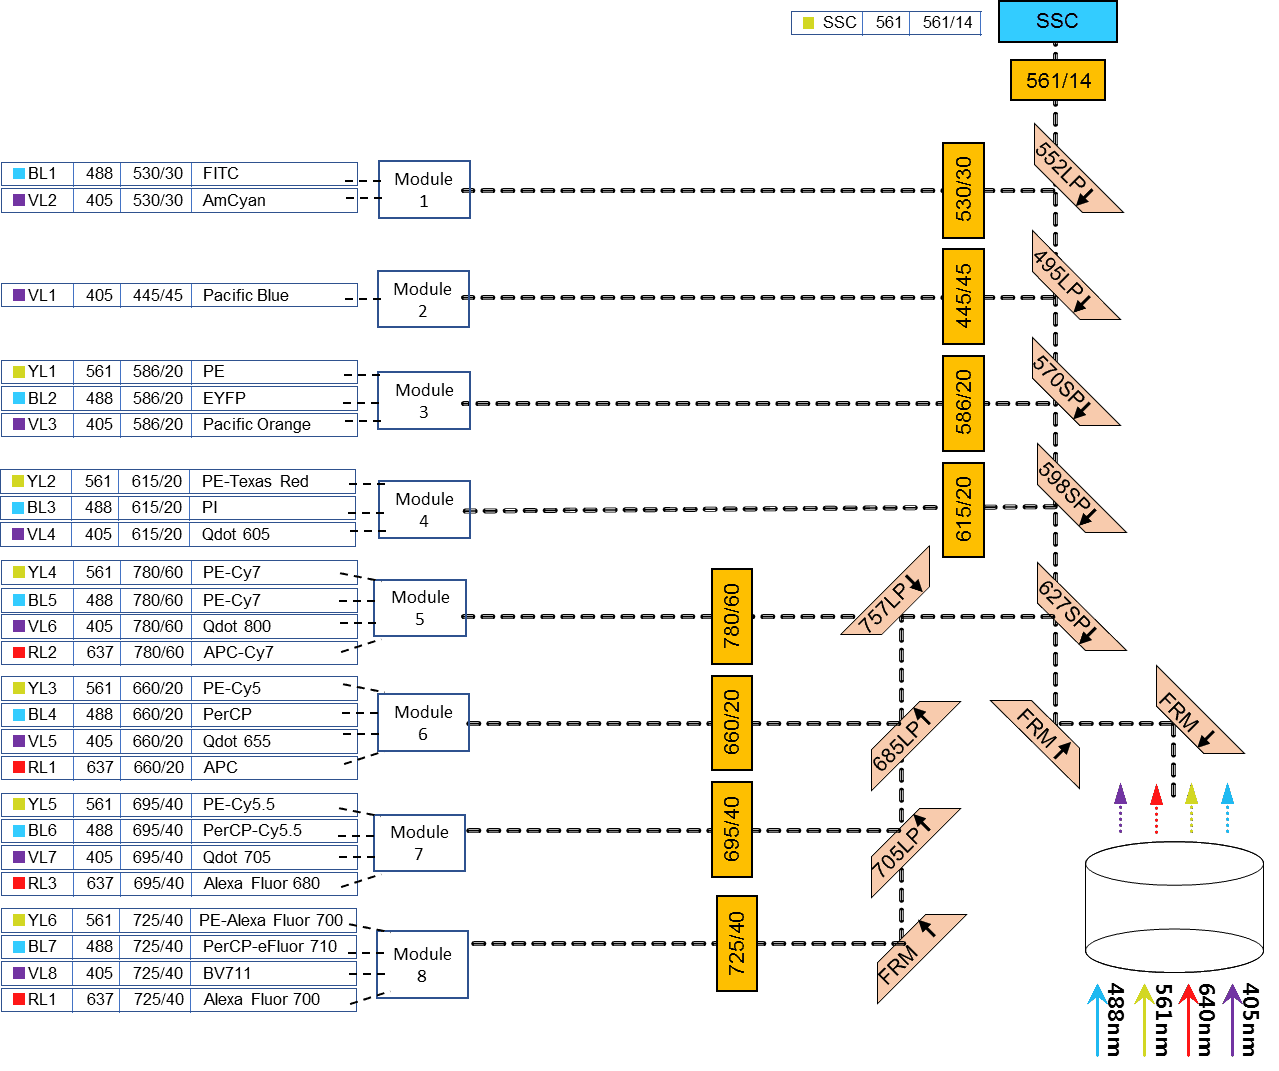 SSC 561 561/14
SSC
561/14
552LP
BL1 488 530/30 FITC
VL2 405 530/30 AmCyan
Module
1
530/30
495LP
VL1 405 445/45 Pacific Blue
Module
2
445/45
570SP
YL1 561 586/20 PE
BL2 488 586/20 EYFP
VL3 405 586/20 Pacific Orange
Module
3
586/20
598SP
YL2 561 615/20 PE-Texas Red
BL3 488 615/20 PI
VL4 405 615/20 Qdot 605
Module
4
615/20
YL4 561 780/60 PE-Cy7
BL5 488 780/60 PE-Cy7
VL6 405 780/60 Qdot 800
RL2 637 780/60 APC-Cy7
Module
5
780/60
757LP
627SP
YL3 561 660/20 PE-Cy5
BL4 488 660/20 PerCP
VL5 405 660/20 Qdot 655
RL1 637 660/20 APC
Module
6
660/20
685LP
FRM
FRM
YL5 561 695/40 PE-Cy5.5
BL6 488 695/40 PerCP-Cy5.5
VL7 405 695/40 Qdot 705
RL3 637 695/40 Alexa Fluor 680
Module
7
695/40
705LP
YL6 561 725/40 PE-Alexa Fluor 700
BL7 488 725/40 PerCP-eFluor 710
VL8 405 725/40 BV711
RL1 637 725/40 Alexa Fluor 700
Module
8
725/40
FRM
488nm
561nm
640nm
405nm